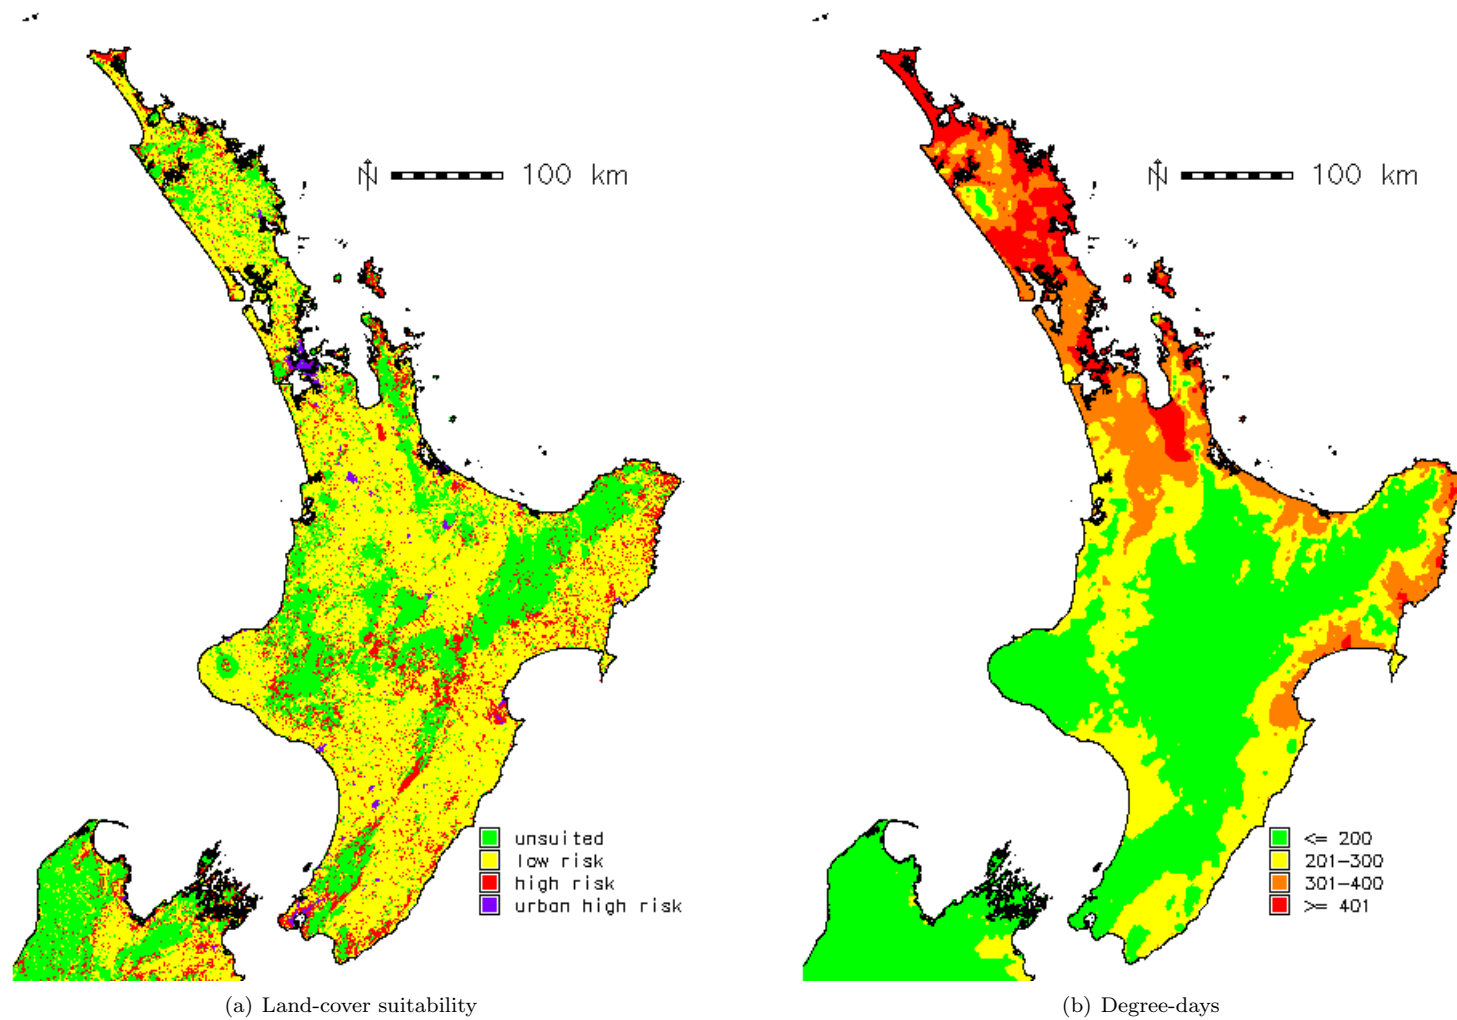 N 100 km
N 100 km
unsuited
low risk
high risk
urban high risk
<= 200
201-300
301-400
>= 401
(a) Land-cover suitability
(b) Degree-days